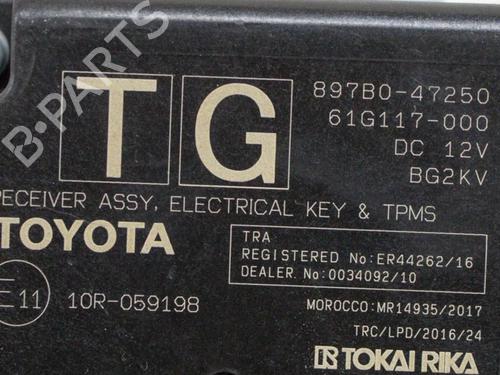 TG
897B0-47250
61G117-000
DC 12V
BG2KV
RECEIVER ASSY, ELECTRICAL KEY & TPMS
TOYOTA
TRA
REGISTERED No:ER44262/16
DEALER. No:0034092/10
E11 10R-059198
MOROCCO:MR14935/2017
TRC/LPD/2016/24
TOKAI RIKA
B-PARTS